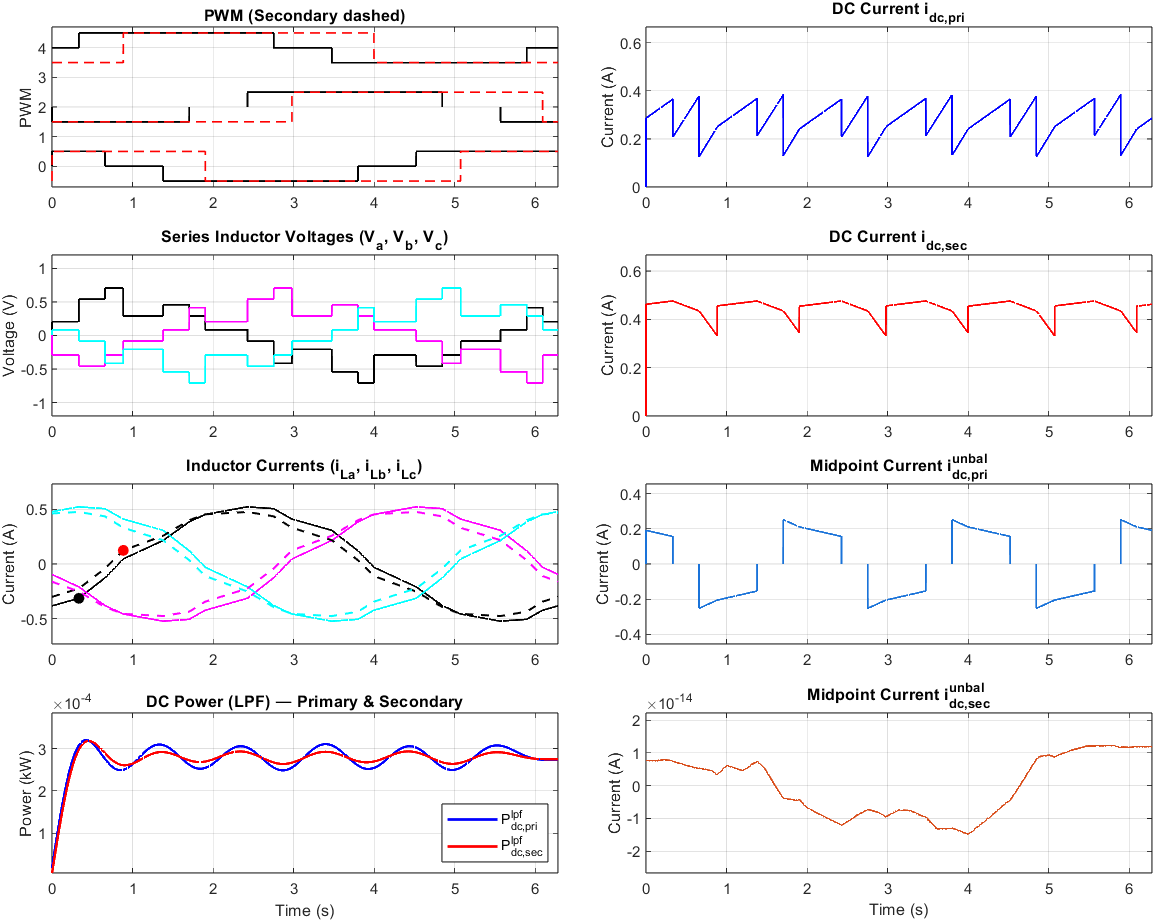 PWM (Secondary dashed)
PWM
4
3
2
1
0
0 1 2 3 4 5 6
DC Current i_dc,pri
Current (A)
0.6
0.4
0.2
0
0 1 2 3 4 5 6
Series Inductor Voltages (V_a, V_b, V_c)
Voltage (V)
1
0.5
0
-0.5
-1
0 1 2 3 4 5 6
DC Current i_dc,sec
Current (A)
0.6
0.4
0.2
0
0 1 2 3 4 5 6
Inductor Currents (i_La, i_Lb, i_Lc)
Current (A)
0.5
0
-0.5
0 1 2 3 4 5 6
Midpoint Current i^unbal_dc,pri
Current (A)
0.4
0.2
0
-0.2
-0.4
0 1 2 3 4 5 6
DC Power (LPF) — Primary & Secondary
×10^-4
Power (kW)
3
2
1
P^lpf_dc,pri
P^lpf_dc,sec
0 1 2 3 4 5 6
Time (s)
Midpoint Current i^unbal_dc,sec
×10^-14
Current (A)
2
1
0
-1
-2
0 1 2 3 4 5 6
Time (s)